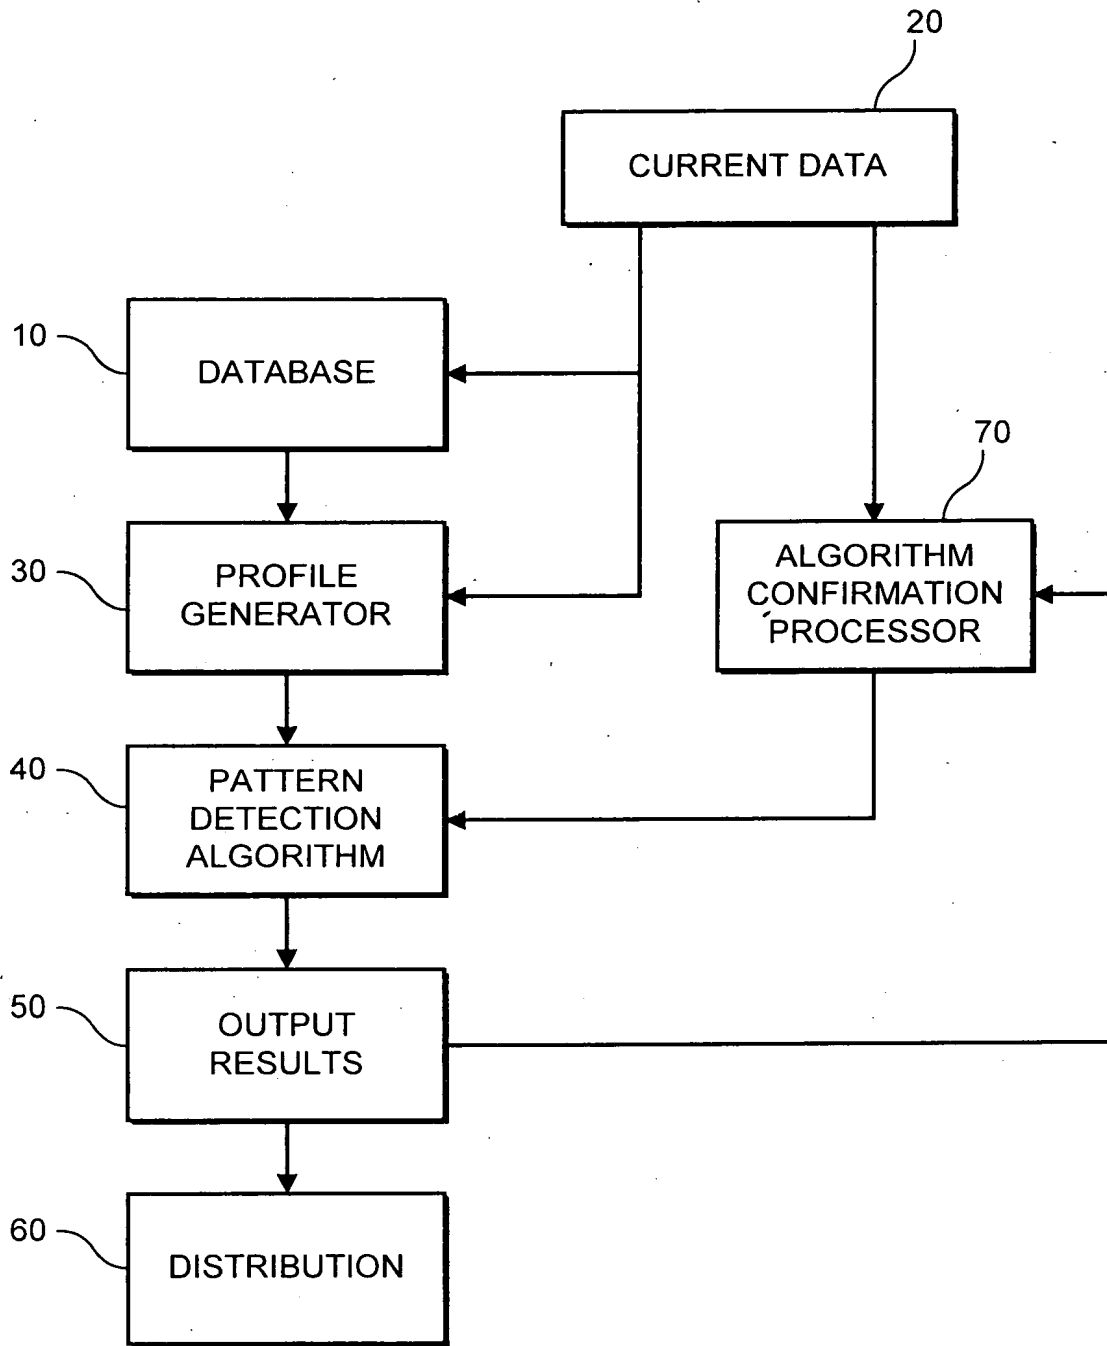 20
CURRENT DATA
10
DATABASE
70
30
PROFILE
GENERATOR
ALGORITHM
CONFIRMATION
PROCESSOR
40
PATTERN
DETECTION
ALGORITHM
50
OUTPUT
RESULTS
60
DISTRIBUTION